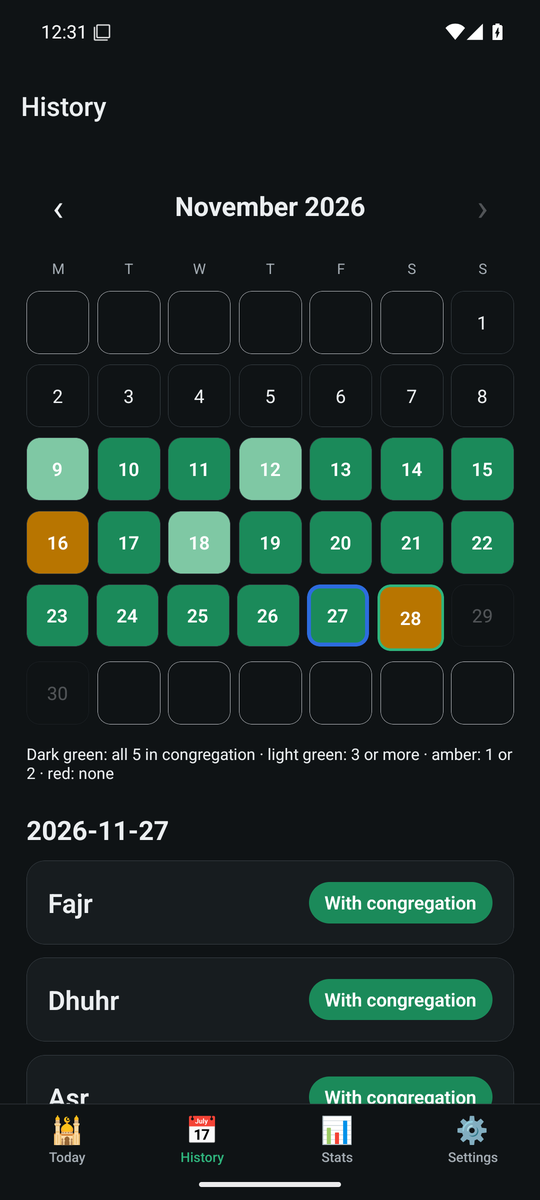 12:31
History
‹ November 2026 ›
M T W T F S S
1
2 3 4 5 6 7 8
9 10 11 12 13 14 15
16 17 18 19 20 21 22
23 24 25 26 27 28 29
30
Dark green: all 5 in congregation · light green: 3 or more · amber: 1 or
2 · red: none
2026-11-27
Fajr With congregation
Dhuhr With congregation
Asr With congregation
July
17
Today History Stats Settings